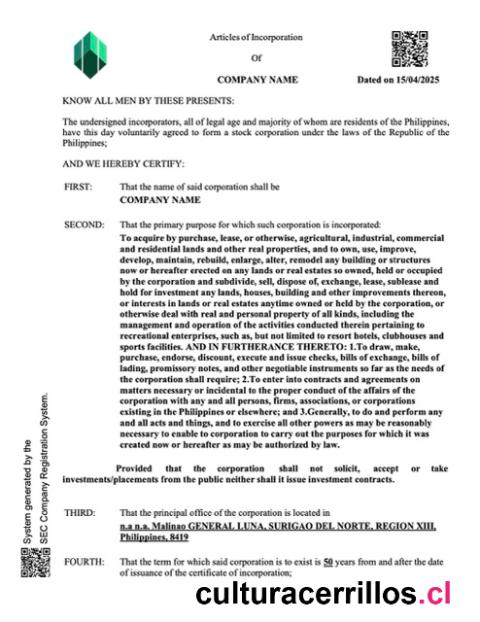 Articles of Incorporation
Of
COMPANY NAME
Dated on 15/04/2025
KNOW ALL MEN BY THESE PRESENTS:
The undersigned incorporators, all of legal age and majority of whom are residents of the Philippines,
have this day voluntarily agreed to form a stock corporation under the laws of the Republic of the
Philippines;
AND WE HEREBY CERTIFY:
FIRST: That the name of said corporation shall be
COMPANY NAME
SECOND: That the primary purpose for which such corporation is incorporated:
To acquire by purchase, lease, or otherwise, agricultural, industrial, commercial
and residential lands and other real properties, and to own, use, improve,
develop, maintain, rebuild, enlarge, alter, remodel any building or structures
now or hereafter erected on any lands or real estates so owned, held or occupied
by the corporation and subdivide, sell, dispose of, exchange, lease, sublease and
hold for investment any lands, houses, building and other improvements thereon,
or interests in lands or real estates anytime owned or held by the corporation, or
otherwise deal with real and personal property of all kinds, including the
management and operation of the activities conducted therein pertaining to
recreational enterprises, such as, but not limited to resort hotels, clubhouses and
sports facilities. AND IN FURTHERANCE THERETO: 1.To draw, make,
purchase, endorse, discount, execute and issue checks, bills of exchange, bills of
lading, promissory notes, and other negotiable instruments so far as the needs of
the corporation shall require; 2.To enter into contracts and agreements on
matters necessary or incidental to the proper conduct of the affairs of the
corporation with any and all persons, firms, associations, or corporations
existing in the Philippines or elsewhere; and 3.Generally, to do and perform any
and all acts and things, and to exercise all other powers as may be reasonably
necessary to enable to corporation to carry out the purposes for which it was
created now or hereafter as may be authorized by law.
Provided that the corporation shall not solicit, accept or take
investments/placements from the public neither shall it issue investment contracts.
THIRD: That the principal office of the corporation is located in
n.a n.a. Malinao GENERAL LUNA, SURIGAO DEL NORTE, REGION XIII,
Philippines, 8419
FOURTH: That the term for which said corporation is to exist is 50 years from and after the date
of issuance of the certificate of incorporation;
System generated by the
SEC Company Registration System.
culturacerrillos.cl